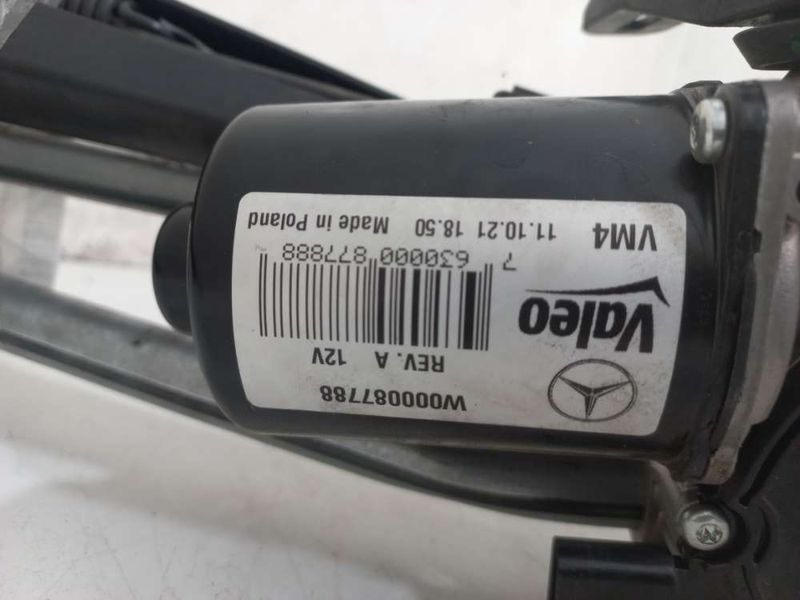 W000087788
REV. A 12V
Valeo
7 630000 877888
VM4 11.10.21 18.50 Made in Poland